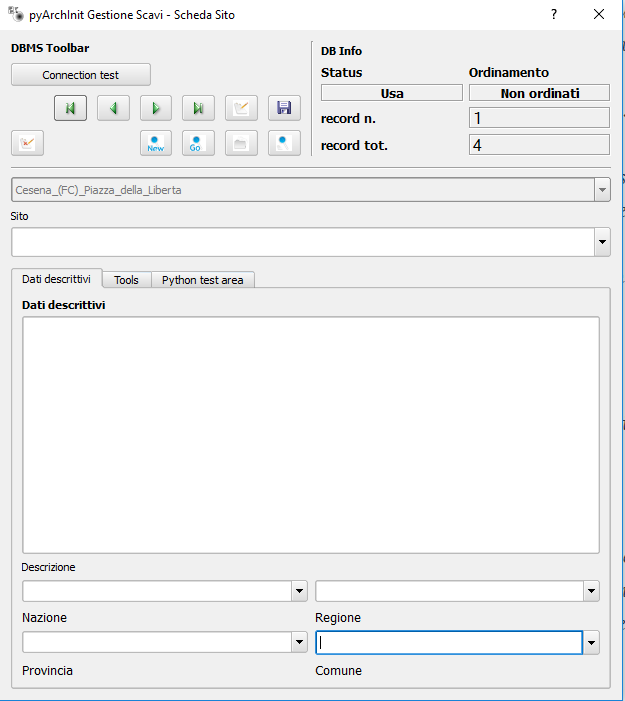 pyArchInit Gestione Scavi - Scheda Sito
?
DBMS Toolbar
Connection test
New
Go
DB Info
Status
Ordinamento
Usa
Non ordinati
record n.
1
record tot.
4
Cesena_(FC)_Piazza_della_Liberta
Sito
Dati descrittivi
Tools
Python test area
Dati descrittivi
Descrizione
Nazione
Regione
Provincia
Comune